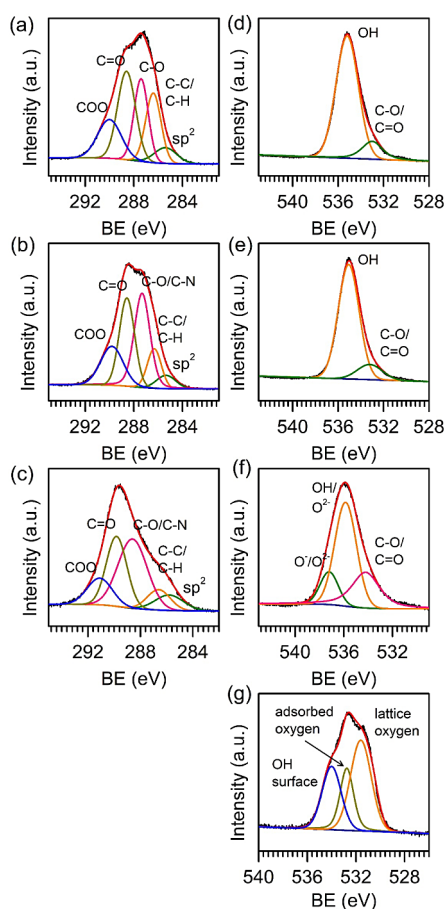 (a)
Intensity (a.u.)
COO
C=O
C-O
C-C/
C-H
sp²
292 288 284
BE (eV)
(d)
Intensity (a.u.)
OH
C-O/
C=O
540 536 532 528
BE (eV)
(b)
Intensity (a.u.)
COO
C=O
C-O/C-N
C-C/
C-H
sp²
292 288 284
BE (eV)
(e)
Intensity (a.u.)
OH
C-O/
C=O
540 536 532 528
BE (eV)
(c)
Intensity (a.u.)
COO
C=O
C-O/C-N
C-C/
C-H
sp²
292 288 284
BE (eV)
(f)
Intensity (a.u.)
OH/
O²⁻
O⁻/O²⁻
C-O/
C=O
540 536 532
BE (eV)
(g)
Intensity (a.u.)
adsorbed
oxygen
lattice
oxygen
OH
surface
540 536 532 528
BE (eV)